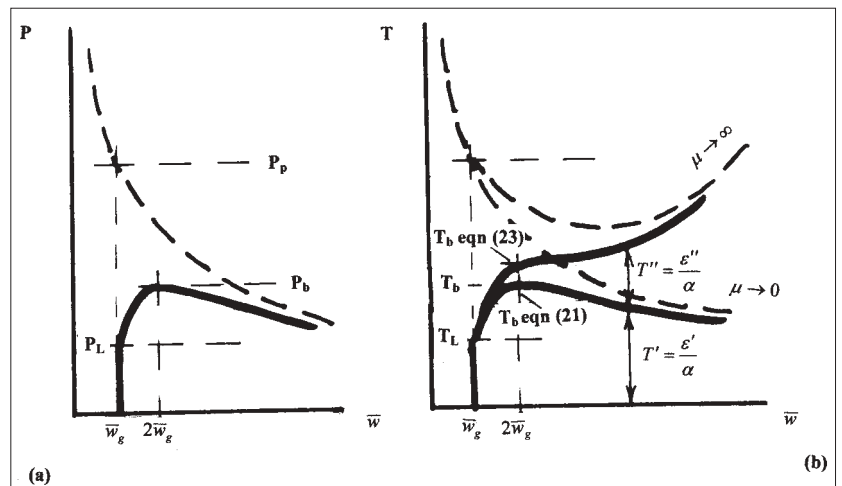 P
P_p
P_b
P_L
w̅_g 2w̅_g w̅
(a)
T
μ→∞
T_b eqn (23)
T'' = ε''/α
T_b
μ→0
T_b eqn (21)
T_L
T' = ε'/α
w̅_g 2w̅_g w̅
(b)